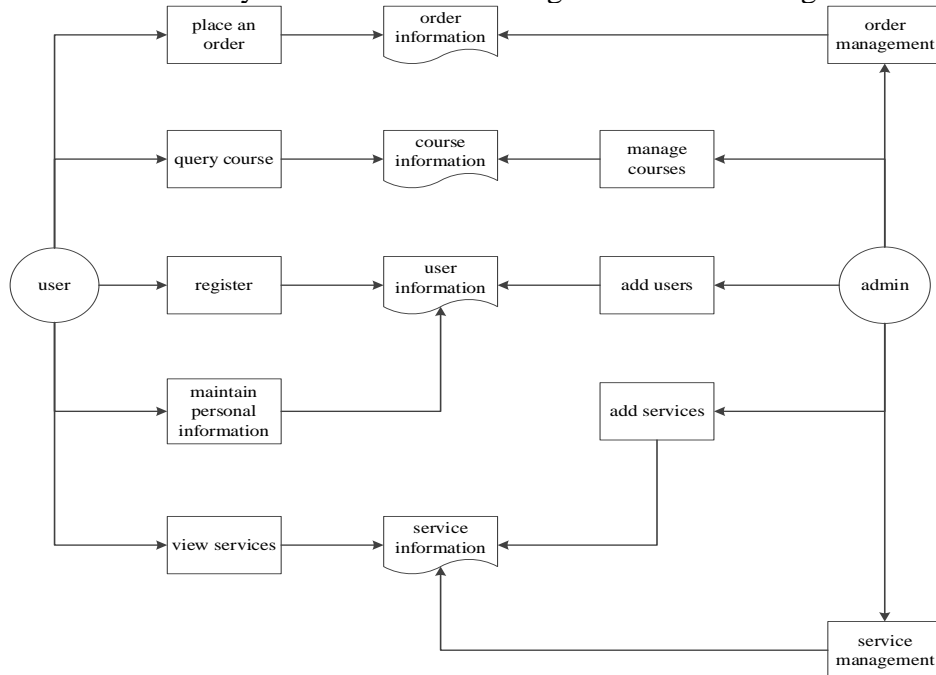 place an
order
order
information
order
management
query course
course
information
manage
courses
user
register
user
information
add users
admin
maintain
personal
information
add services
view services
service
information
service
management